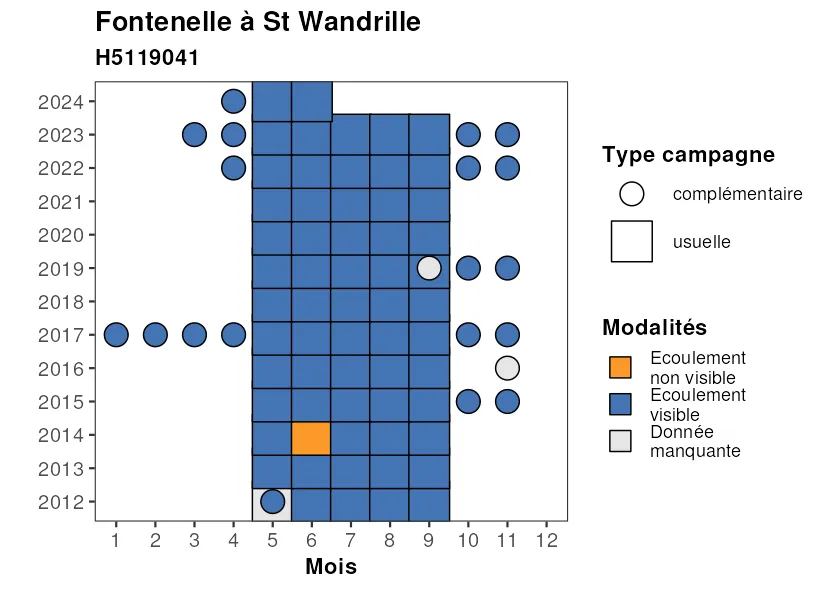 Fontenelle à St Wandrille
H5119041
2024
2023
2022
2021
2020
2019
2018
2017
2016
2015
2014
2013
2012
1 2 3 4 5 6 7 8 9 10 11 12
Mois
Type campagne
complémentaire
usuelle
Modalités
Ecoulement
non visible
Ecoulement
visible
Donnée
manquante